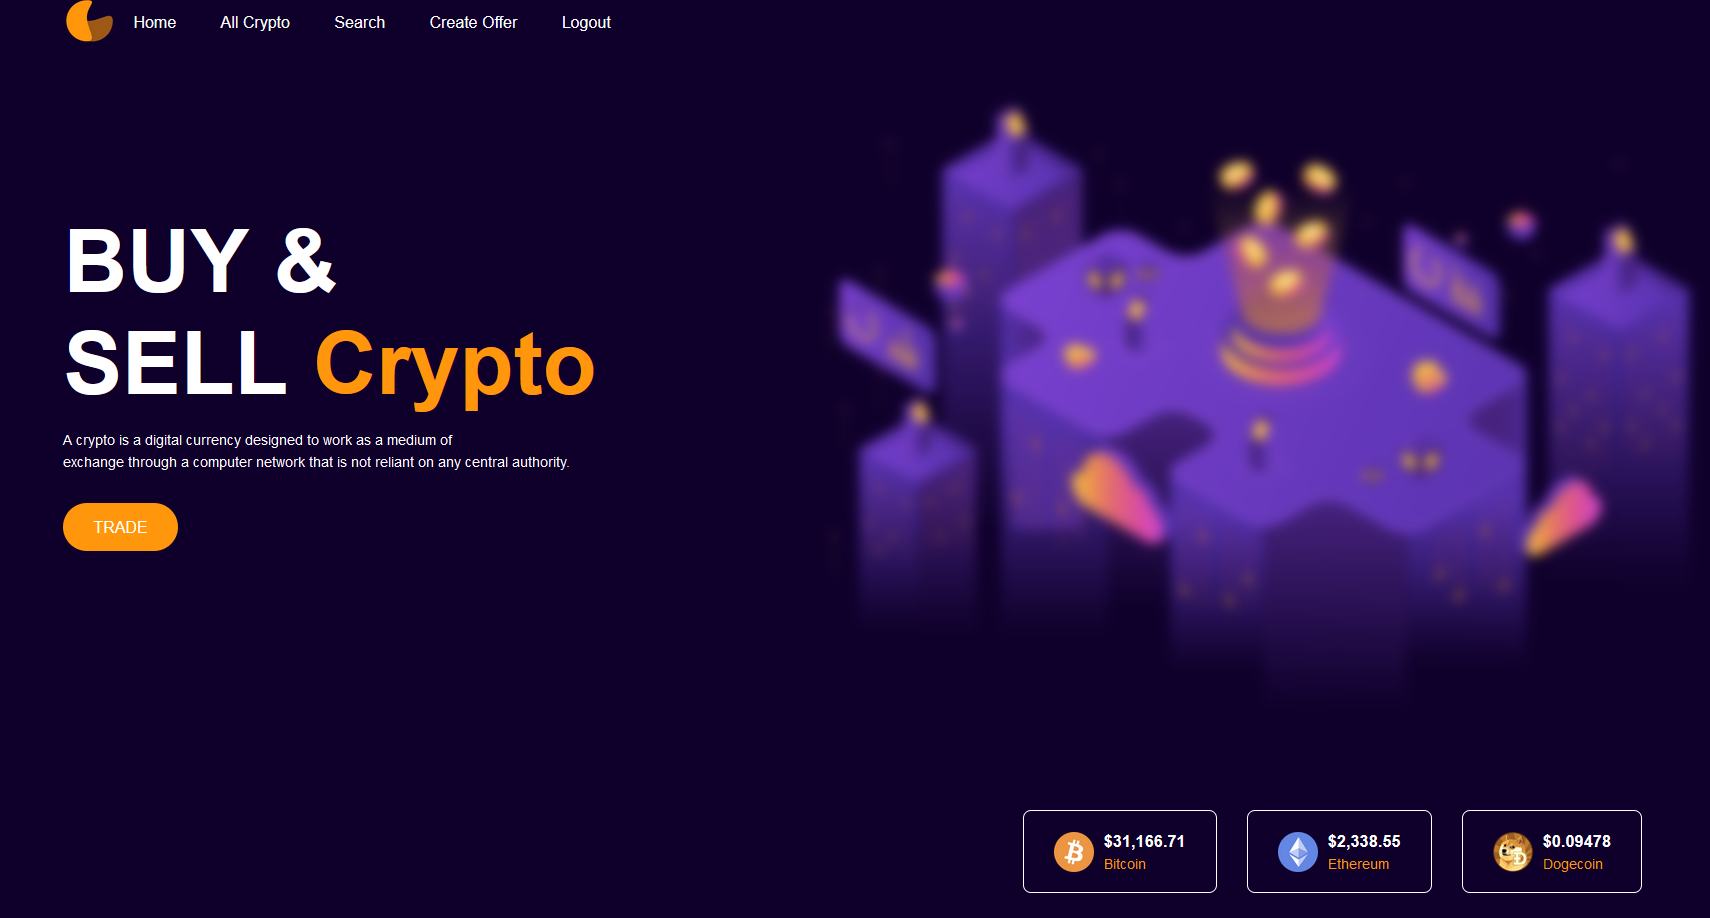 Home All Crypto Search Create Offer Logout
BUY &
SELL Crypto
A crypto is a digital currency designed to work as a medium of
exchange through a computer network that is not reliant on any central authority.
TRADE
$31,166.71
Bitcoin
$2,338.55
Ethereum
$0.09478
Dogecoin